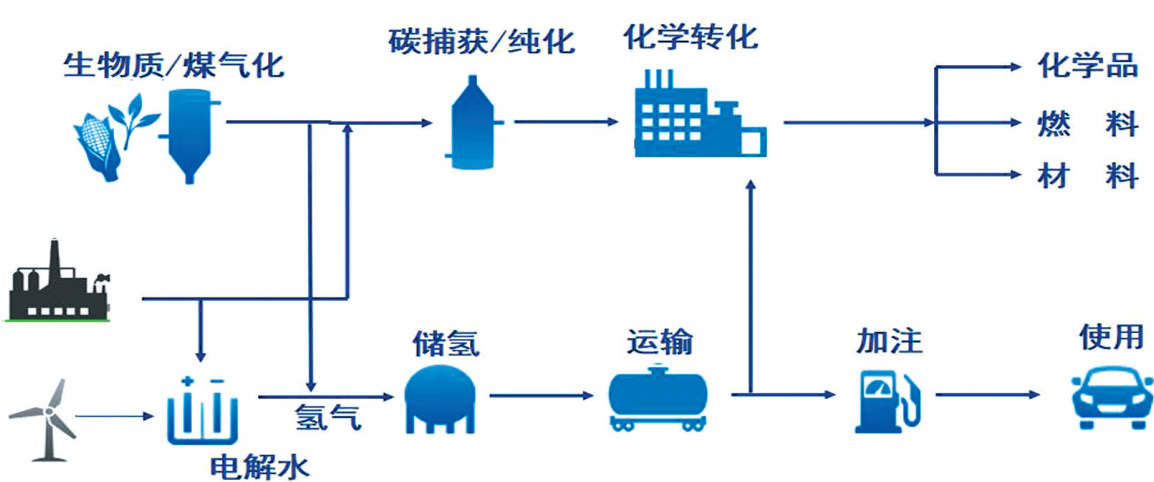 生物质/煤气化
碳捕获/纯化
化学转化
化学品
燃 料
材 料
储氢
运输
加注
使用
氢气
电解水